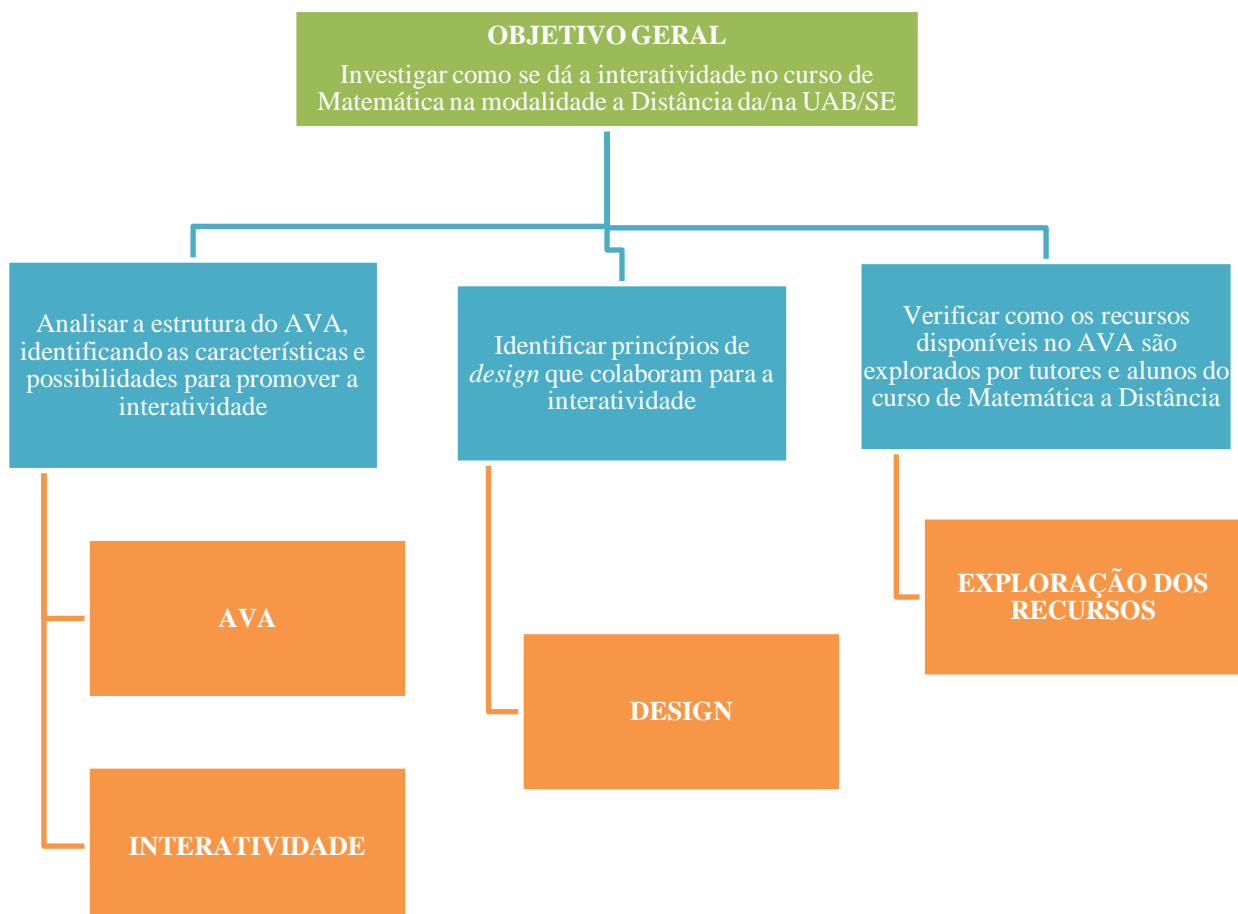 OBJETIVO GERAL
Investigar como se dá a interatividade no curso de
Matemática na modalidade a Distância da/na UAB/SE
Analisar a estrutura do AVA,
identificando as características e
possibilidades para promover a
interatividade
Identificar princípios de
design que colaboram para a
interatividade
Verificar como os recursos
disponíveis no AVA são
explorados por tutores e alunos do
curso de Matemática a Distância
AVA
INTERATIVIDADE
DESIGN
EXPLORAÇÃO DOS
RECURSOS